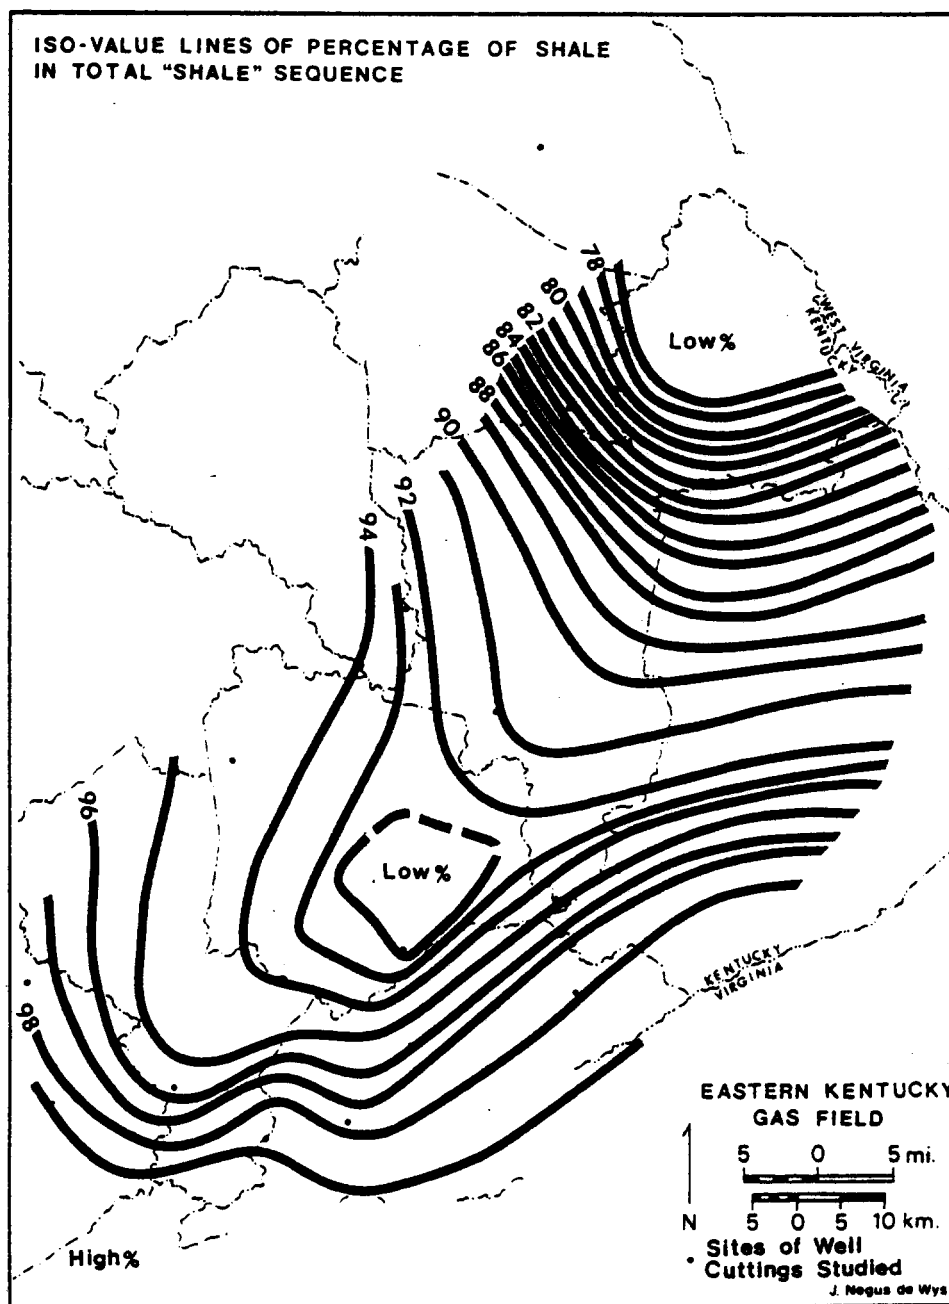 ISO-VALUE LINES OF PERCENTAGE OF SHALE
IN TOTAL "SHALE" SEQUENCE
78
80
82
84
86
88
90
92
94
96
98
Low%
WEST VIRGINIA
KENTUCKY
Low%
KENTUCKY
VIRGINIA
High%
EASTERN KENTUCKY
GAS FIELD
5 0 5 mi.
N
5 0 5 10 km.
Sites of Well
Cuttings Studied
J. Negus de Wys